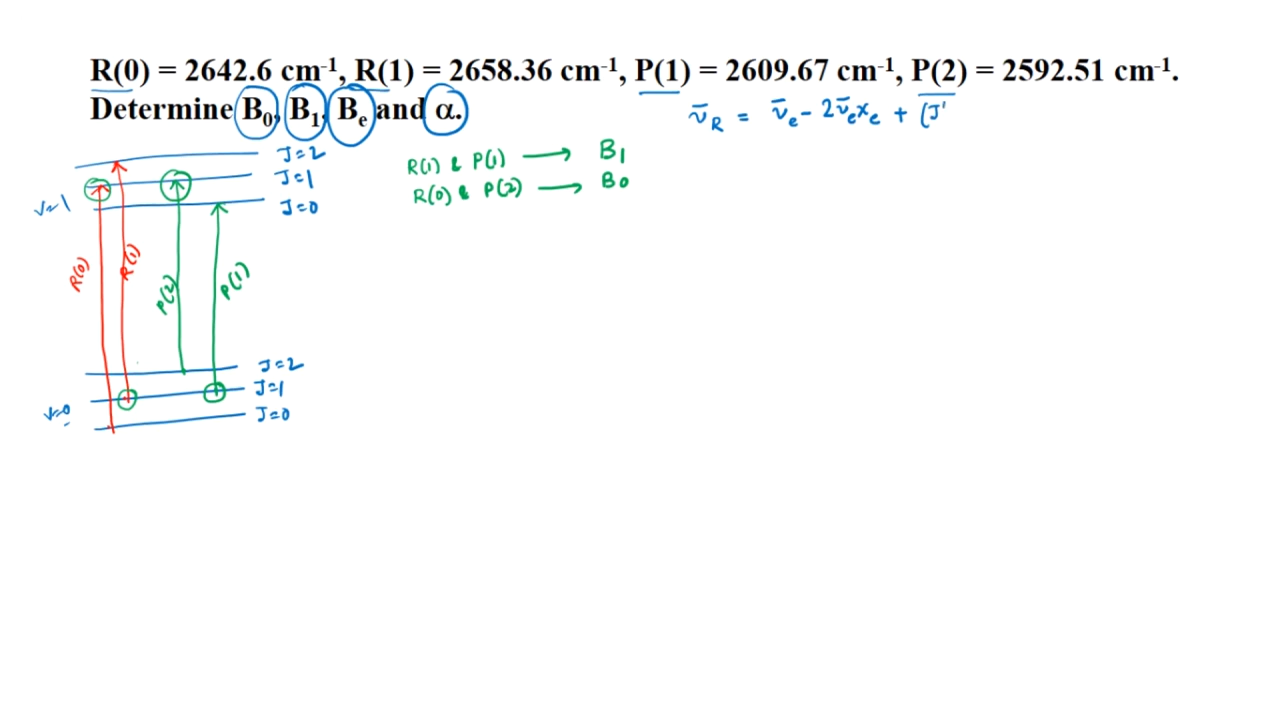 R(0) = 2642.6 cm⁻¹, R(1) = 2658.36 cm⁻¹, P(1) = 2609.67 cm⁻¹, P(2) = 2592.51 cm⁻¹.
Determine B₀, B₁, Bₑ and α.
ν̄_R = ν̄ₑ - 2ν̄ₑxₑ + (J'
R(1) & P(1) ⟶ B₁
R(0) & P(2) ⟶ B₀
J=2
J=1
J=0
v=1
R(0)
R(1)
P(2)
P(1)
J=2
J=1
J=0
v=0